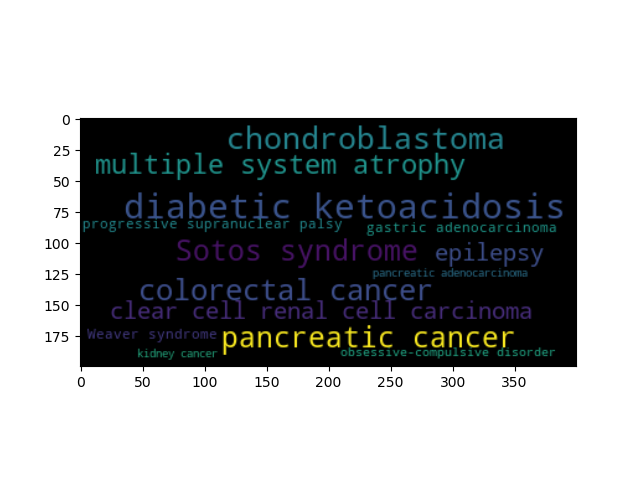 0
25
50
75
100
125
150
175
chondroblastoma
multiple system atrophy
diabetic ketoacidosis
progressive supranuclear palsy
gastric adenocarcinoma
Sotos syndrome
epilepsy
pancreatic adenocarcinoma
colorectal cancer
clear cell renal cell carcinoma
Weaver syndrome
pancreatic cancer
kidney cancer
obsessive-compulsive disorder
0 50 100 150 200 250 300 350